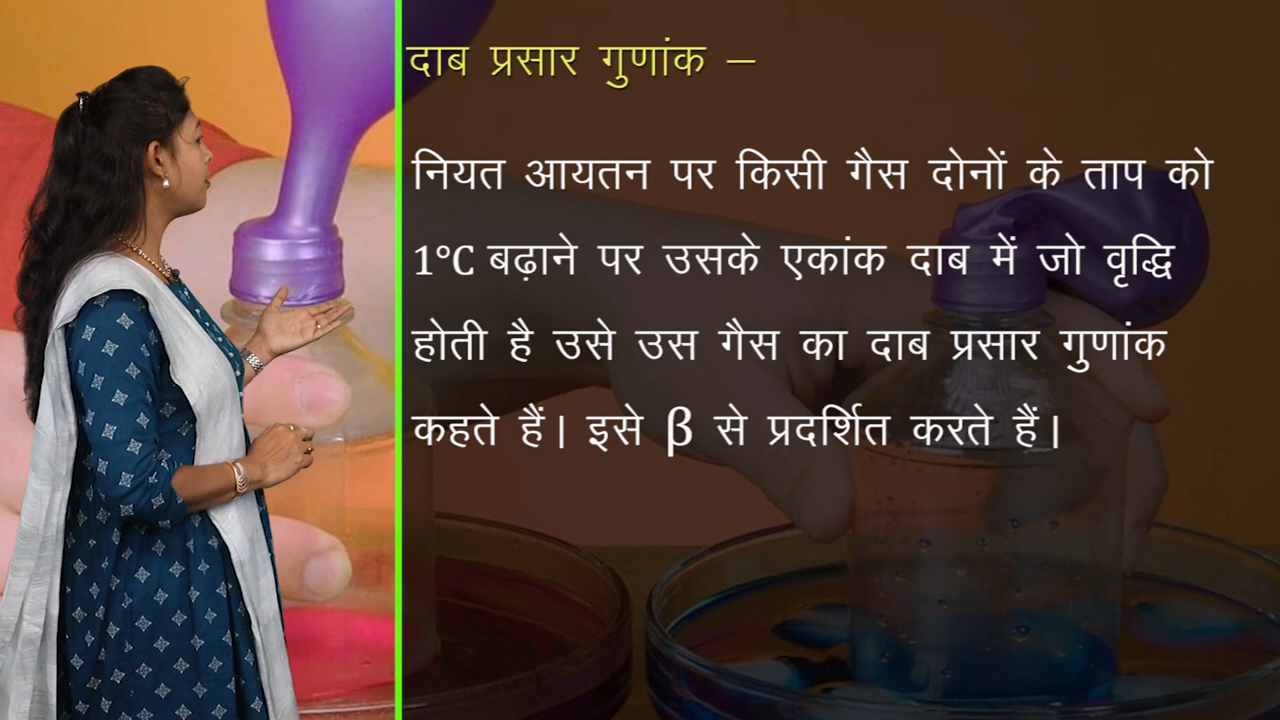 दाब प्रसार गुणांक –
नियत आयतन पर किसी गैस दोनों के ताप को
1°C बढ़ाने पर उसके एकांक दाब में जो वृद्धि
होती है उसे उस गैस का दाब प्रसार गुणांक
कहते हैं। इसे β से प्रदर्शित करते हैं।